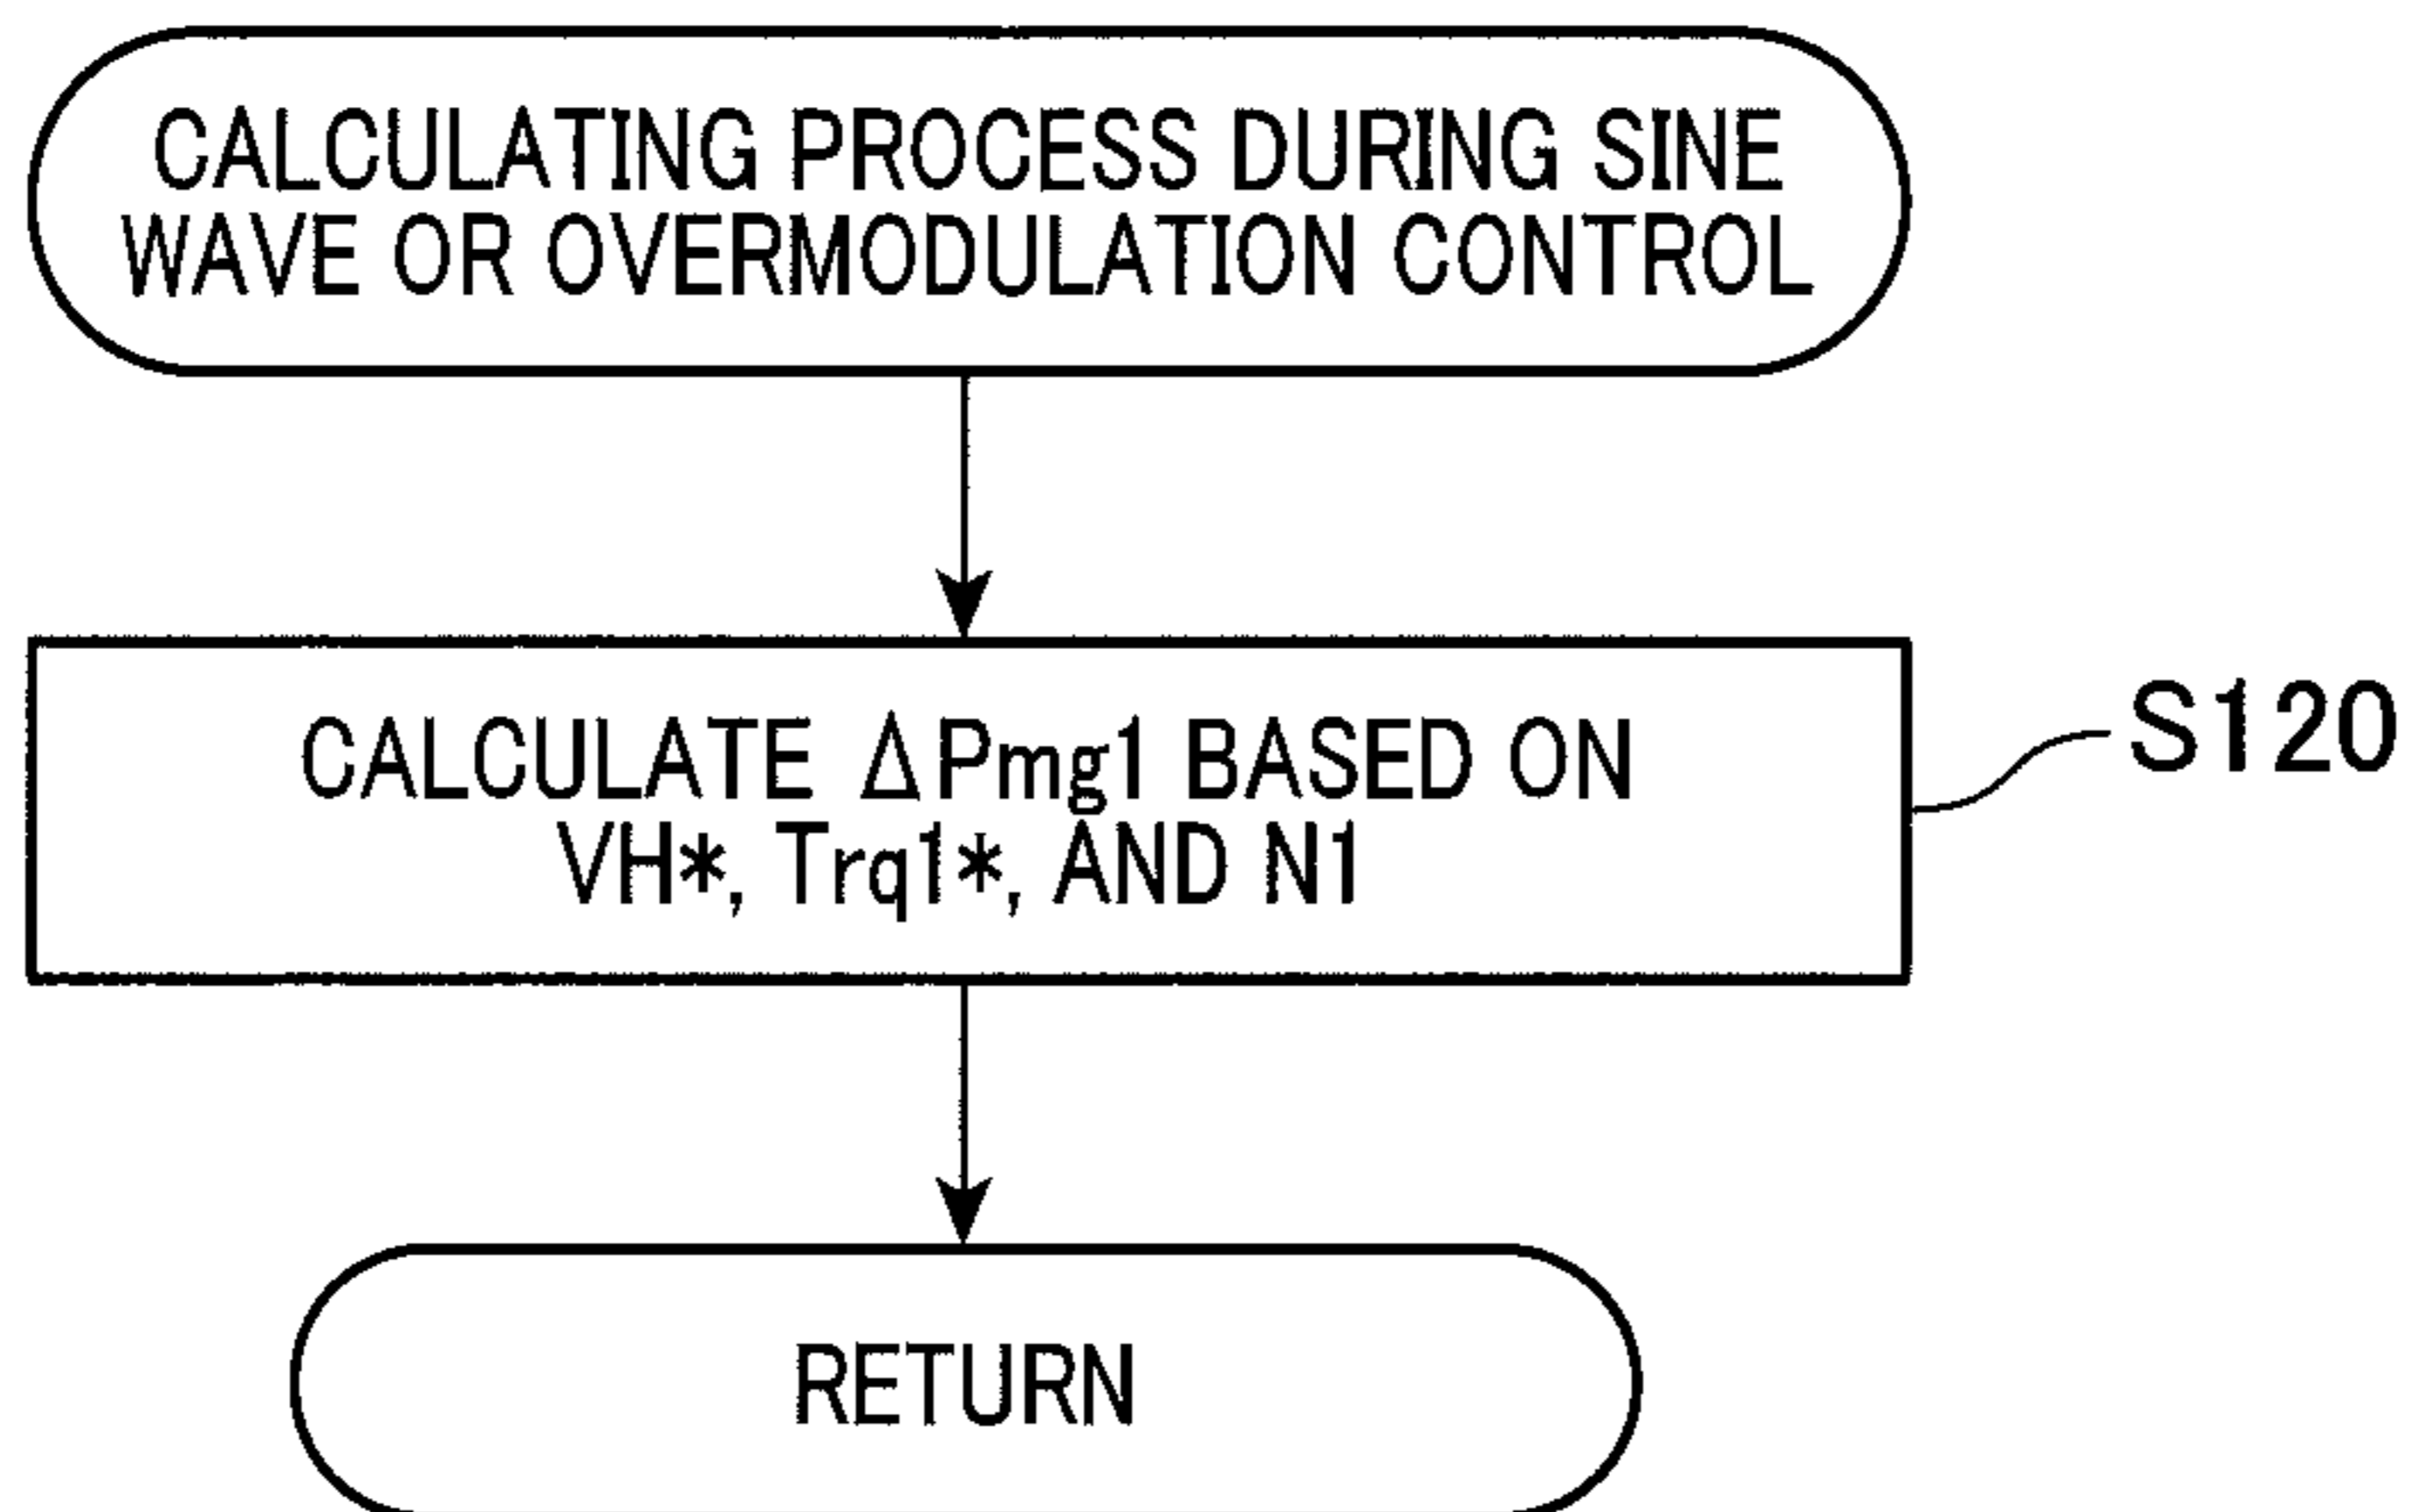 CALCULATING PROCESS DURING SINE
WAVE OR OVERMODULATION CONTROL
CALCULATE ΔPmg1 BASED ON
VH*, Trq1*, AND N1
S120
RETURN